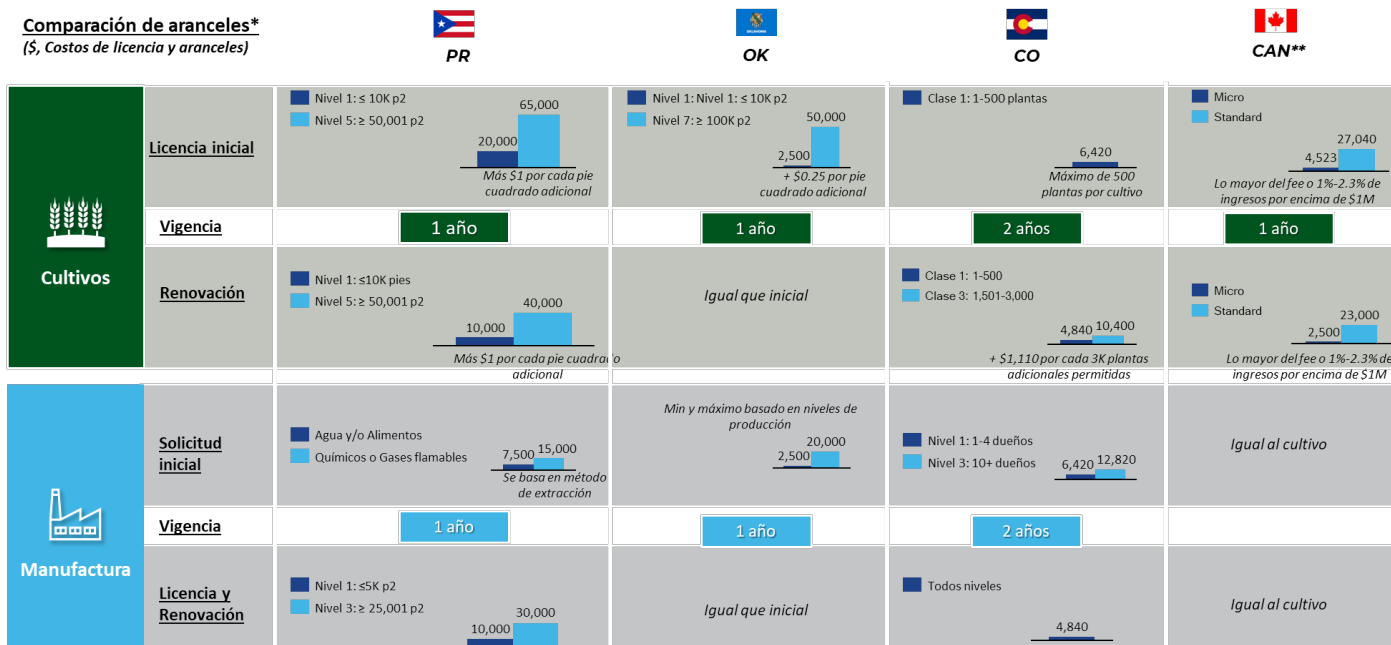 Comparación de aranceles*
($, Costos de licencia y aranceles)
PR
OKLAHOMA
OK
CO
CAN**
Cultivos
Licencia inicial
Nivel 1: ≤ 10K p2
Nivel 5: ≥ 50,001 p2
65,000
20,000
Más $1 por cada pie
cuadrado adicional
Nivel 1: Nivel 1: ≤ 10K p2
Nivel 7: ≥ 100K p2
50,000
2,500
+ $0.25 por pie
cuadrado adicional
Clase 1: 1-500 plantas
6,420
Máximo de 500
plantas por cultivo
Micro
Standard
27,040
4,523
Lo mayor del fee o 1%-2.3% de
ingresos por encima de $1M
Vigencia
1 año
1 año
2 años
1 año
Renovación
Nivel 1: ≤10K pies
Nivel 5: ≥ 50,001 p2
40,000
10,000
Más $1 por cada pie cuadrado
adicional
Igual que inicial
Clase 1: 1-500
Clase 3: 1,501-3,000
4,840
10,400
+ $1,110 por cada 3K plantas
adicionales permitidas
Micro
Standard
23,000
2,500
Lo mayor del fee o 1%-2.3% de
ingresos por encima de $1M
Manufactura
Solicitud
inicial
Agua y/o Alimentos
Químicos o Gases flamables
7,500
15,000
Se basa en método
de extracción
Min y máximo basado en niveles de
producción
20,000
2,500
Nivel 1: 1-4 dueños
Nivel 3: 10+ dueños
6,420
12,820
Igual al cultivo
Vigencia
1 año
1 año
2 años
Licencia y
Renovación
Nivel 1: ≤5K p2
Nivel 3: ≥ 25,001 p2
30,000
10,000
Igual que inicial
Todos niveles
4,840
Igual al cultivo